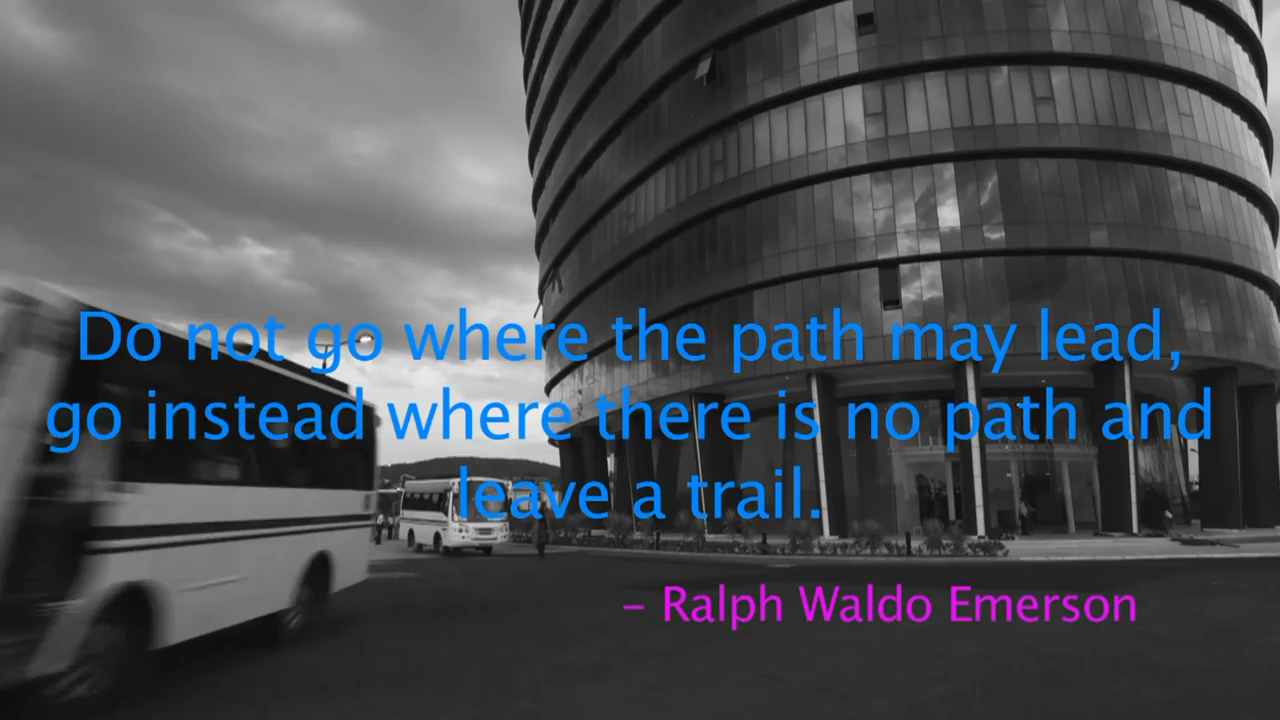 Do not go where the path may lead,
go instead where there is no path and
leave a trail.
– Ralph Waldo Emerson